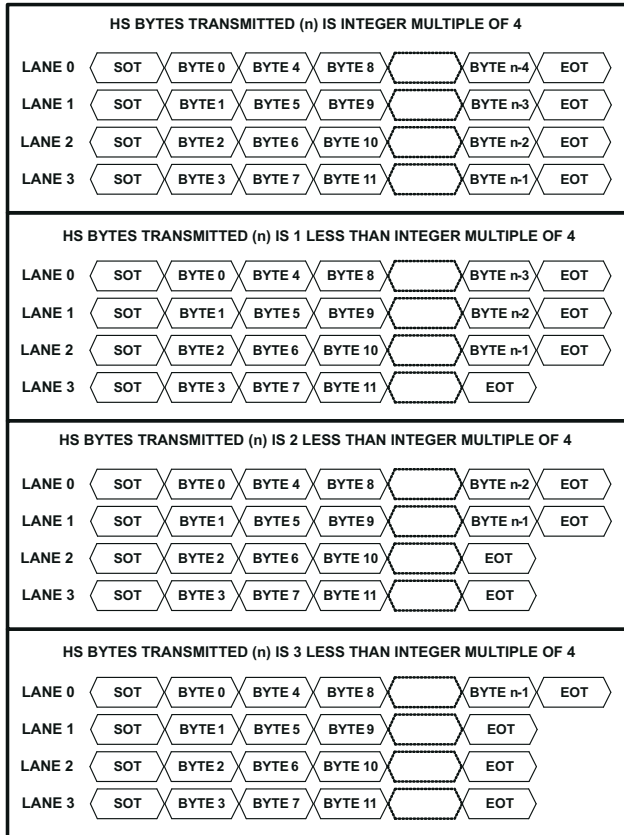 HS BYTES TRANSMITTED (n) IS INTEGER MULTIPLE OF 4
LANE 0 SOT BYTE 0 BYTE 4 BYTE 8 BYTE n-4 EOT
LANE 1 SOT BYTE 1 BYTE 5 BYTE 9 BYTE n-3 EOT
LANE 2 SOT BYTE 2 BYTE 6 BYTE 10 BYTE n-2 EOT
LANE 3 SOT BYTE 3 BYTE 7 BYTE 11 BYTE n-1 EOT
HS BYTES TRANSMITTED (n) IS 1 LESS THAN INTEGER MULTIPLE OF 4
LANE 0 SOT BYTE 0 BYTE 4 BYTE 8 BYTE n-3 EOT
LANE 1 SOT BYTE 1 BYTE 5 BYTE 9 BYTE n-2 EOT
LANE 2 SOT BYTE 2 BYTE 6 BYTE 10 BYTE n-1 EOT
LANE 3 SOT BYTE 3 BYTE 7 BYTE 11 EOT
HS BYTES TRANSMITTED (n) IS 2 LESS THAN INTEGER MULTIPLE OF 4
LANE 0 SOT BYTE 0 BYTE 4 BYTE 8 BYTE n-2 EOT
LANE 1 SOT BYTE 1 BYTE 5 BYTE 9 BYTE n-1 EOT
LANE 2 SOT BYTE 2 BYTE 6 BYTE 10 EOT
LANE 3 SOT BYTE 3 BYTE 7 BYTE 11 EOT
HS BYTES TRANSMITTED (n) IS 3 LESS THAN INTEGER MULTIPLE OF 4
LANE 0 SOT BYTE 0 BYTE 4 BYTE 8 BYTE n-1 EOT
LANE 1 SOT BYTE 1 BYTE 5 BYTE 9 EOT
LANE 2 SOT BYTE 2 BYTE 6 BYTE 10 EOT
LANE 3 SOT BYTE 3 BYTE 7 BYTE 11 EOT